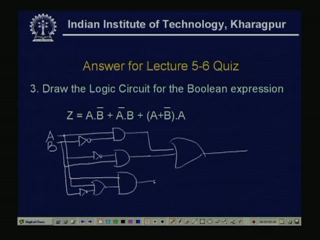 Indian Institute of Technology, Kharagpur
Answer for Lecture 5-6 Quiz
3. Draw the Logic Circuit for the Boolean expression
Z = A.B̅ + A̅.B + (A+B̅).A
A
B